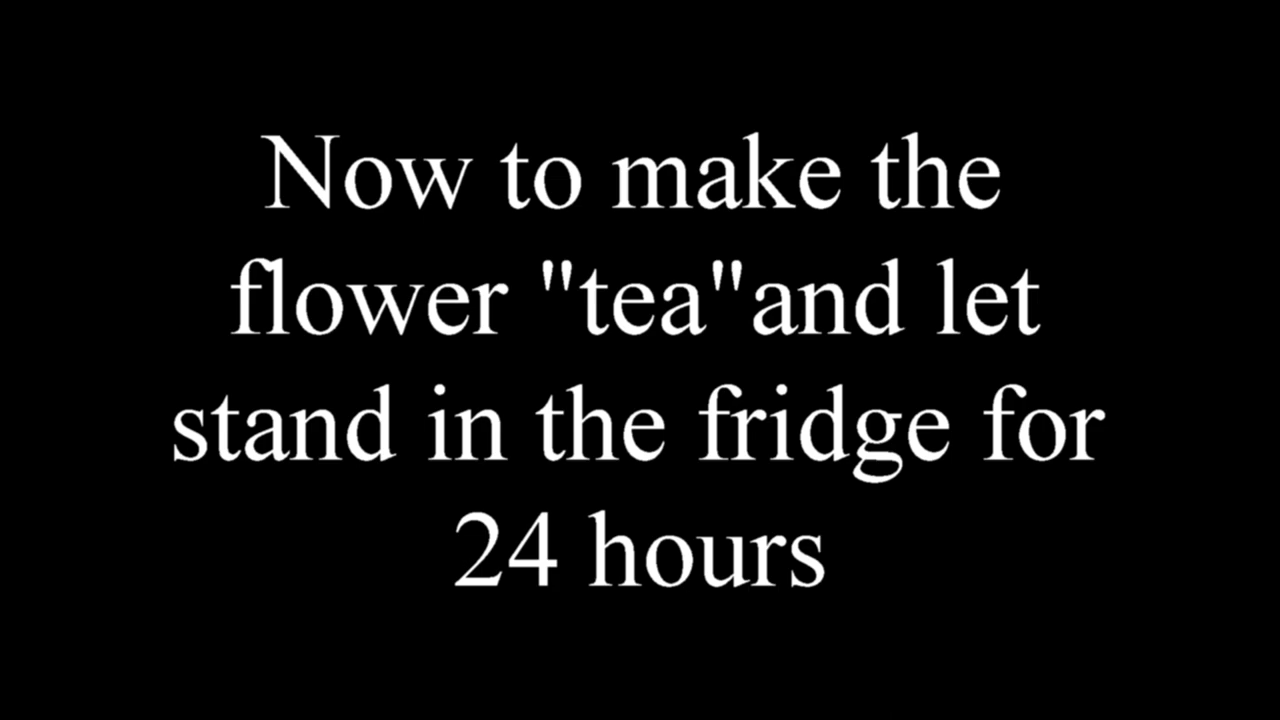 Now to make the
flower "tea"and let
stand in the fridge for
24 hours